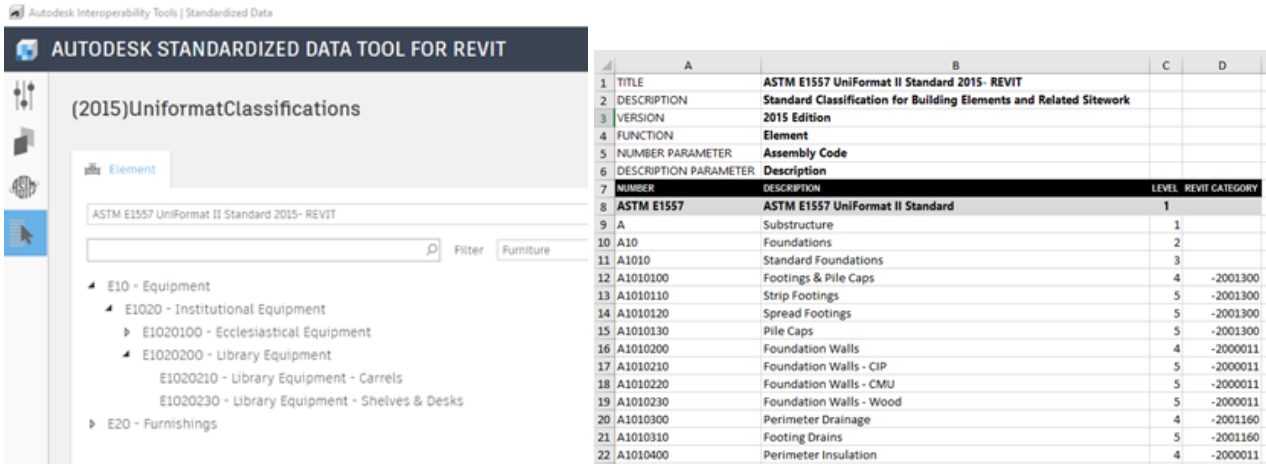 Autodesk Interoperability Tools | Standardized Data
AUTODESK STANDARDIZED DATA TOOL FOR REVIT
(2015)UniformatClassifications
Element
ASTM E1557 UniFormat II Standard 2015- REVIT
Filter Furniture
E10 - Equipment
E1020 - Institutional Equipment
E1020100 - Ecclesiastical Equipment
E1020200 - Library Equipment
E1020210 - Library Equipment - Carrels
E1020230 - Library Equipment - Shelves & Desks
E20 - Furnishings
ASTM
A B C D
1 TITLE ASTM E1557 UniFormat II Standard 2015- REVIT
2 DESCRIPTION Standard Classification for Building Elements and Related Sitework
3 VERSION 2015 Edition
4 FUNCTION Element
5 NUMBER PARAMETER Assembly Code
6 DESCRIPTION PARAMETER Description
7 NUMBER DESCRIPTION LEVEL REVIT CATEGORY
8 ASTM E1557 ASTM E1557 UniFormat II Standard 1
9 A Substructure 1
10 A10 Foundations 2
11 A1010 Standard Foundations 3
12 A1010100 Footings & Pile Caps 4 -2001300
13 A1010110 Strip Footings 5 -2001300
14 A1010120 Spread Footings 5 -2001300
15 A1010130 Pile Caps 5 -2001300
16 A1010200 Foundation Walls 4 -2000011
17 A1010210 Foundation Walls - CIP 5 -2000011
18 A1010220 Foundation Walls - CMU 5 -2000011
19 A1010230 Foundation Walls - Wood 5 -2000011
20 A1010300 Perimeter Drainage 4 -2001160
21 A1010310 Footing Drains 5 -2001160
22 A1010400 Perimeter Insulation 4 -2000011